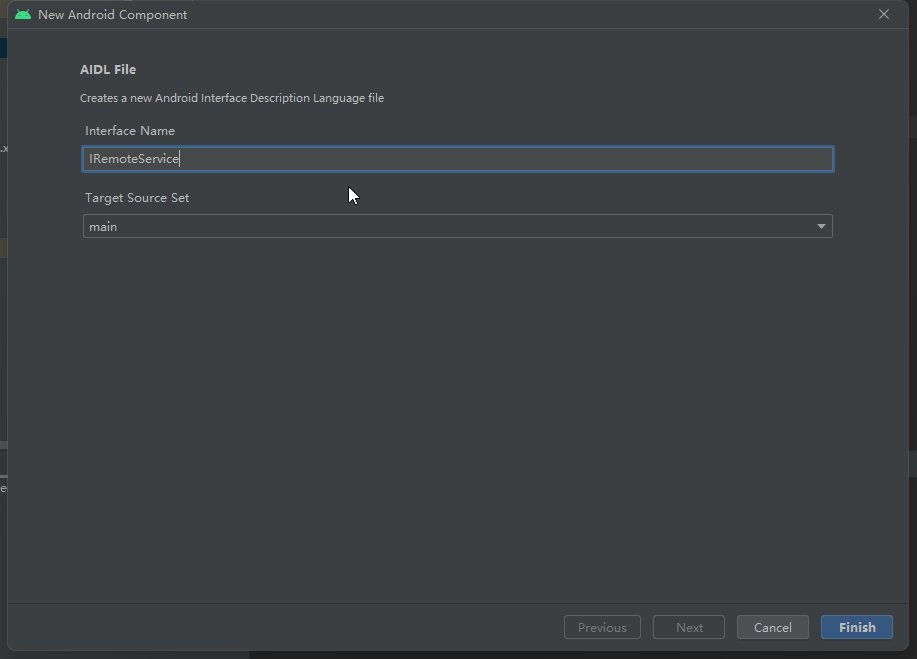 New Android Component
AIDL File
Creates a new Android Interface Description Language file
Interface Name
IRemoteService
Target Source Set
main
Previous
Next
Cancel
Finish